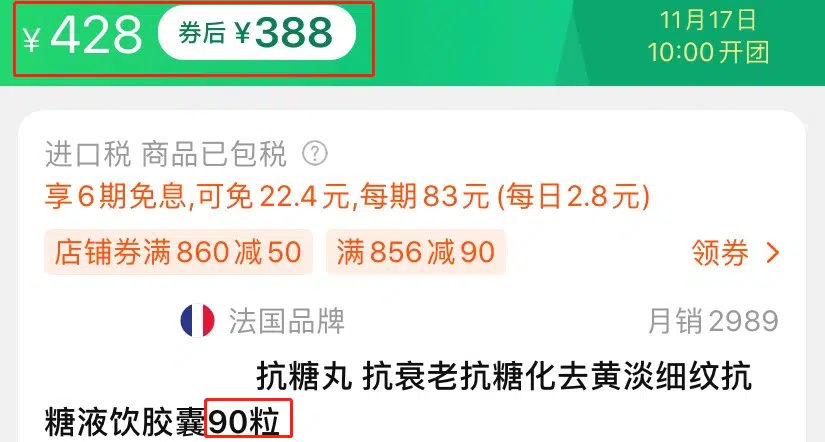 ¥428 券后¥388
11月17日
10:00开团
进口税 商品已包税 ?
享6期免息,可免22.4元,每期83元(每日2.8元)
店铺券满860减50 满856减90 领券 >
法国品牌 月销2989
抗糖丸 抗衰老抗糖化去黄淡细纹抗
糖液饮胶囊90粒